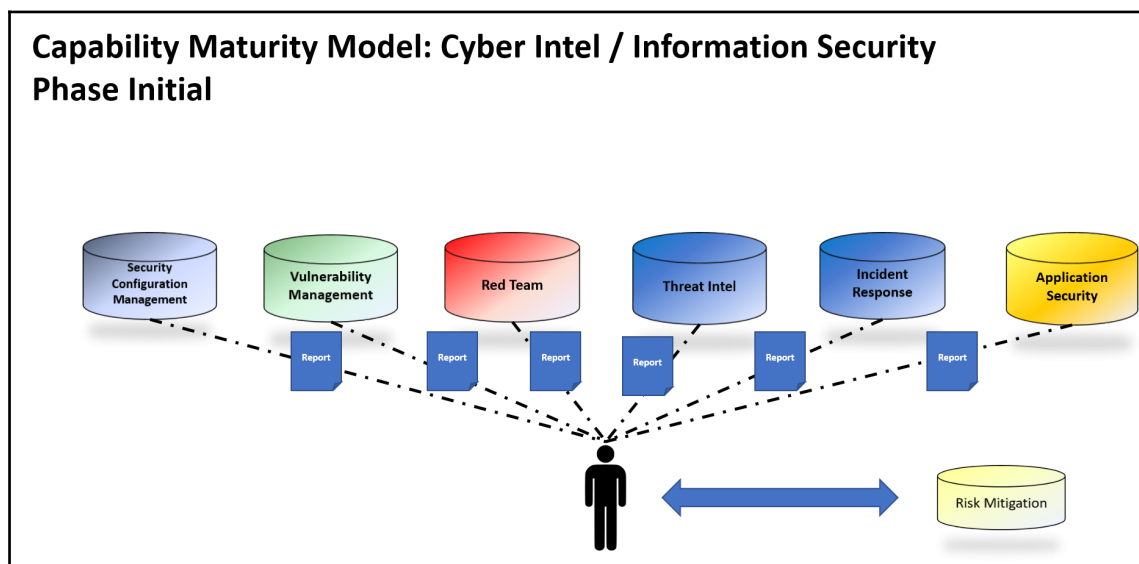 Capability Maturity Model: Cyber Intel / Information Security
Phase Initial
Security
Configuration
Management
Vulnerability
Management
Red Team
Threat Intel
Incident
Response
Application
Security
Report
Report
Report
Report
Report
Report
Risk Mitigation